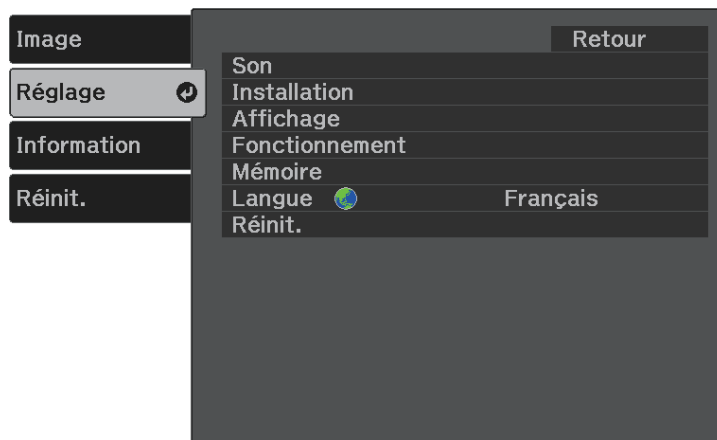 Image
Réglage
Information
Réinit.
Retour
Son
Installation
Affichage
Fonctionnement
Mémoire
Langue Français
Réinit.